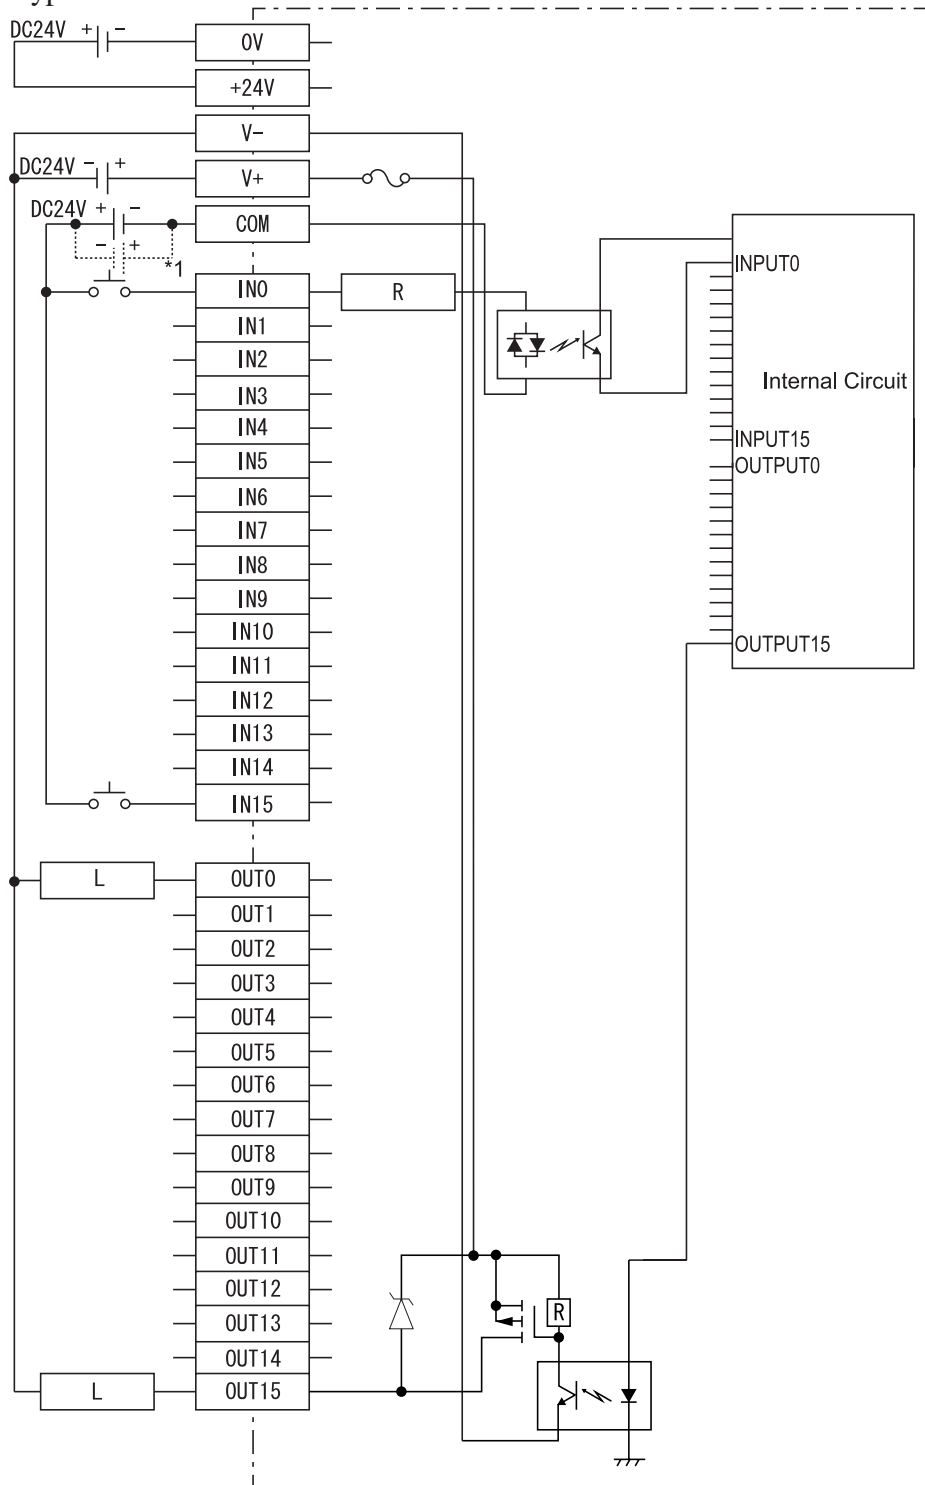 yp
DC24V + -
0V
+24V
V-
DC24V - +
V+
DC24V + -
COM
- +
*1
IN0
R
INPUT0
IN1
IN2
IN3
Internal Circuit
IN4
INPUT15
IN5
OUTPUT0
IN6
IN7
IN8
IN9
IN10
OUTPUT15
IN11
IN12
IN13
IN14
IN15
L
OUT0
OUT1
OUT2
OUT3
OUT4
OUT5
OUT6
OUT7
OUT8
OUT9
OUT10
OUT11
OUT12
R
OUT13
OUT14
L
OUT15